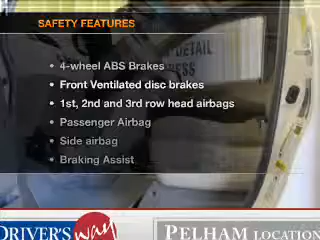 SAFETY FEATURES
DETAIL
ESS
• 4-wheel ABS Brakes
• Front Ventilated disc brakes
• 1st, 2nd and 3rd row head airbags
• Passenger Airbag
• Side airbag
• Braking Assist
DRIVER'S way
PELHAM LOCATION